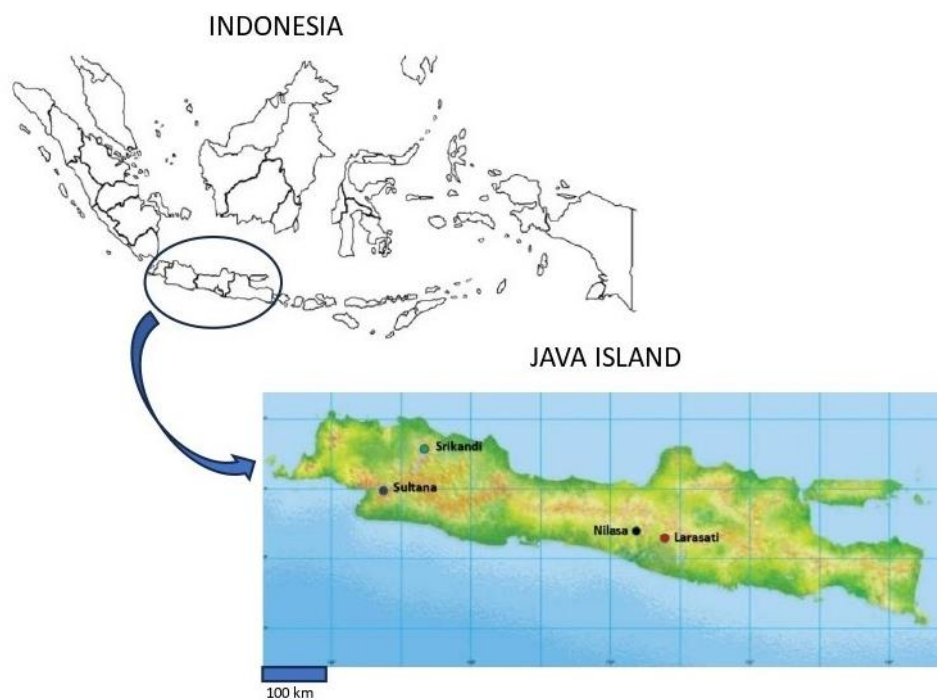 INDONESIA
JAVA ISLAND
Srikandi
Sultana
Nilasa
Larasati
100 km